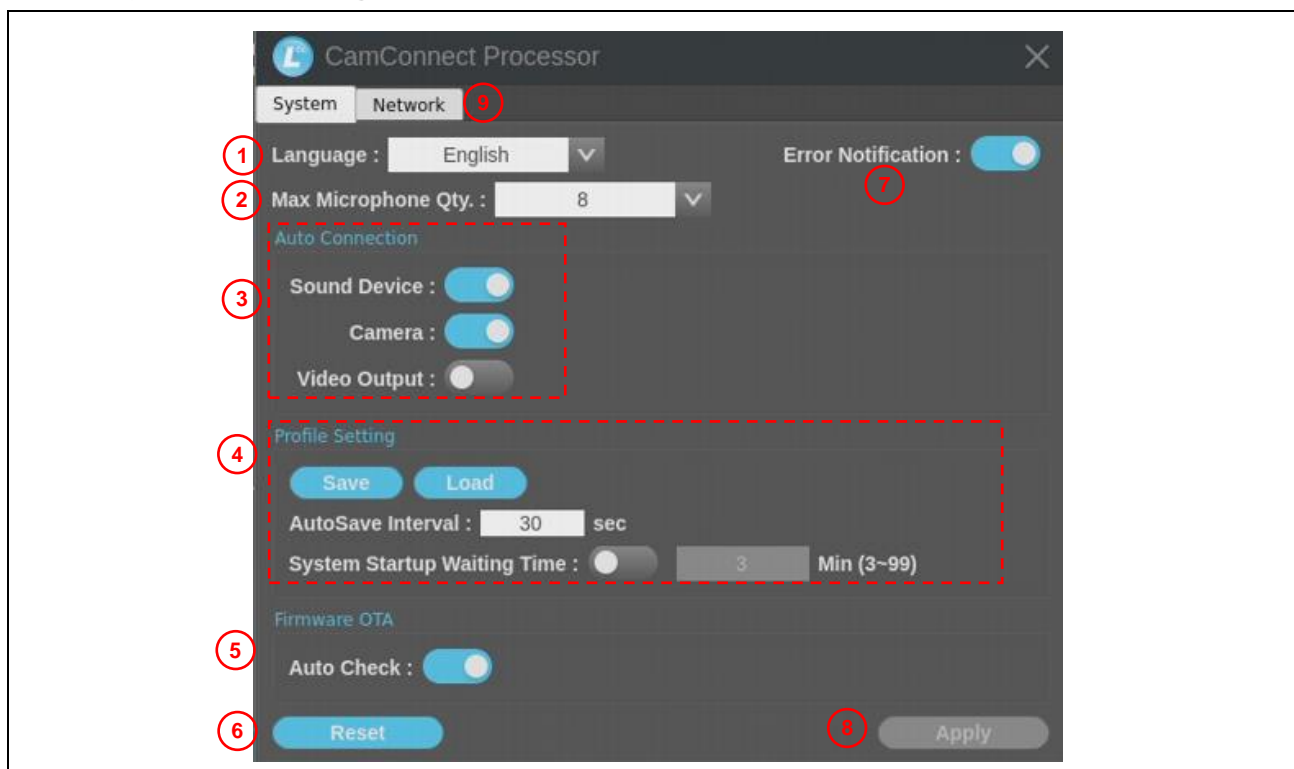 L
CamConnect Processor
System Network 9
1 Language : English Error Notification :
7
2 Max Microphone Qty. : 8
Auto Connection
3 Sound Device :
Camera :
Video Output :
Profile Setting
4
Save Load
AutoSave Interval : 30 sec
System Startup Waiting Time : 3 Min (3~99)
Firmware OTA
5 Auto Check :
6 Reset 8 Apply